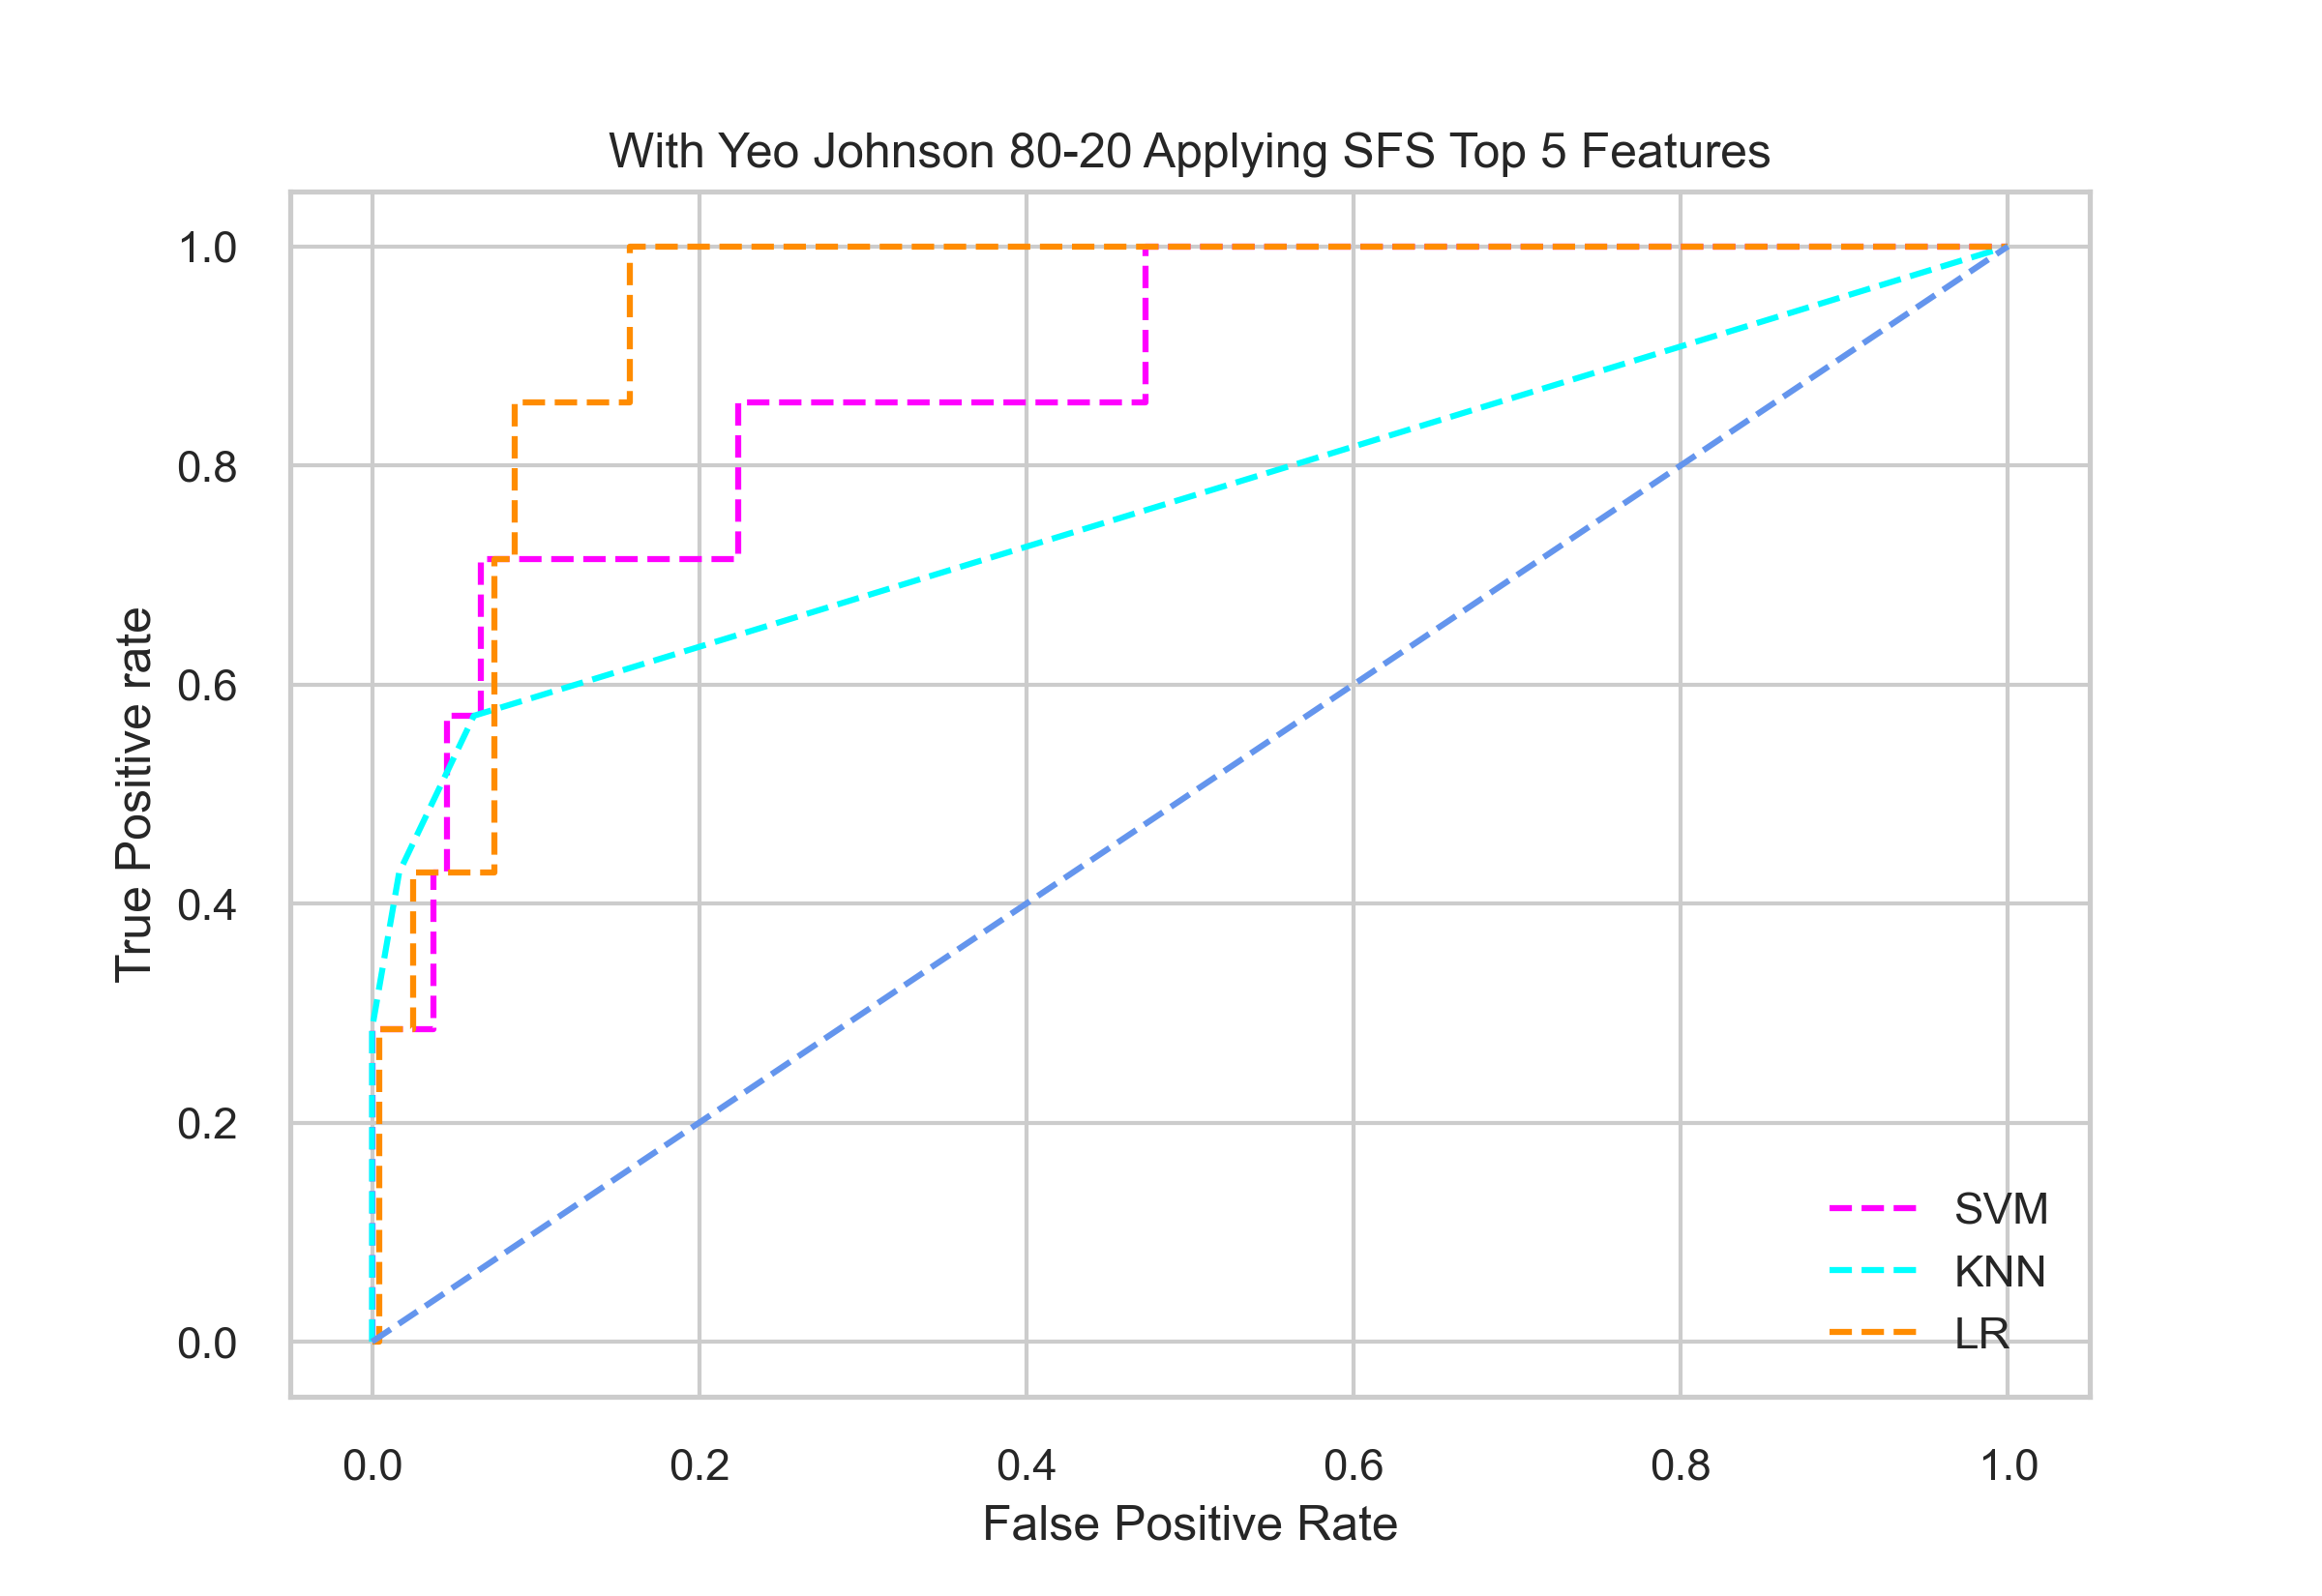 With Yeo Johnson 80-20 Applying SFS Top 5 Features
1.0
0.8
0.6
0.4
0.2
0.0
True Positive rate
SVM
KNN
LR
0.0 0.2 0.4 0.6 0.8 1.0
False Positive Rate